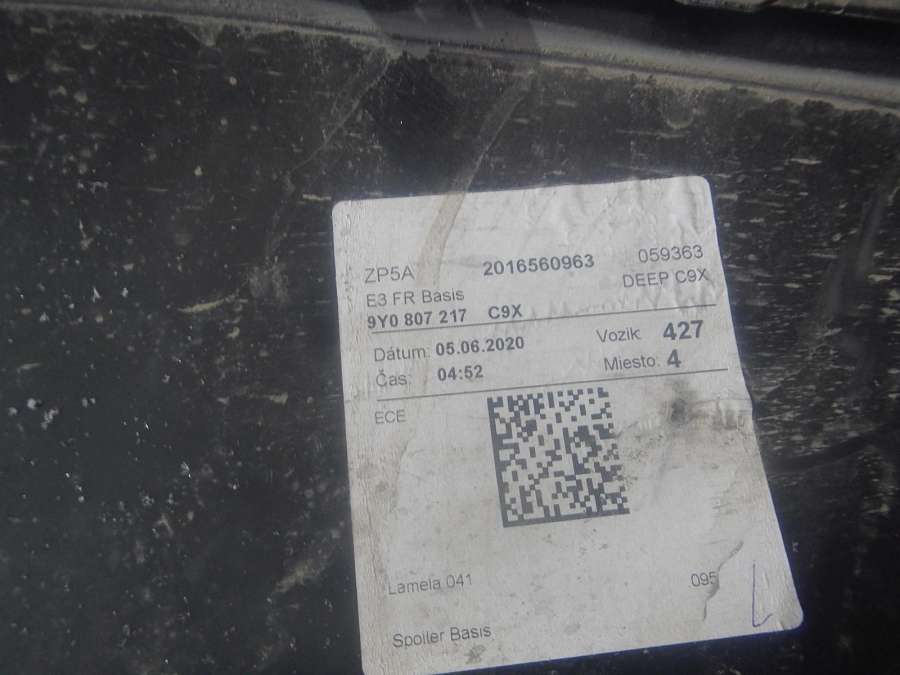 ZP5A 2016560963 059363
E3 FR Basis DEEP C9X
9Y0 807 217 C9X
Dátum: 05.06.2020 Vozik: 427
Čas: 04:52 Miesto: 4
ECE
Lamela 041 095
Spoiler Basis